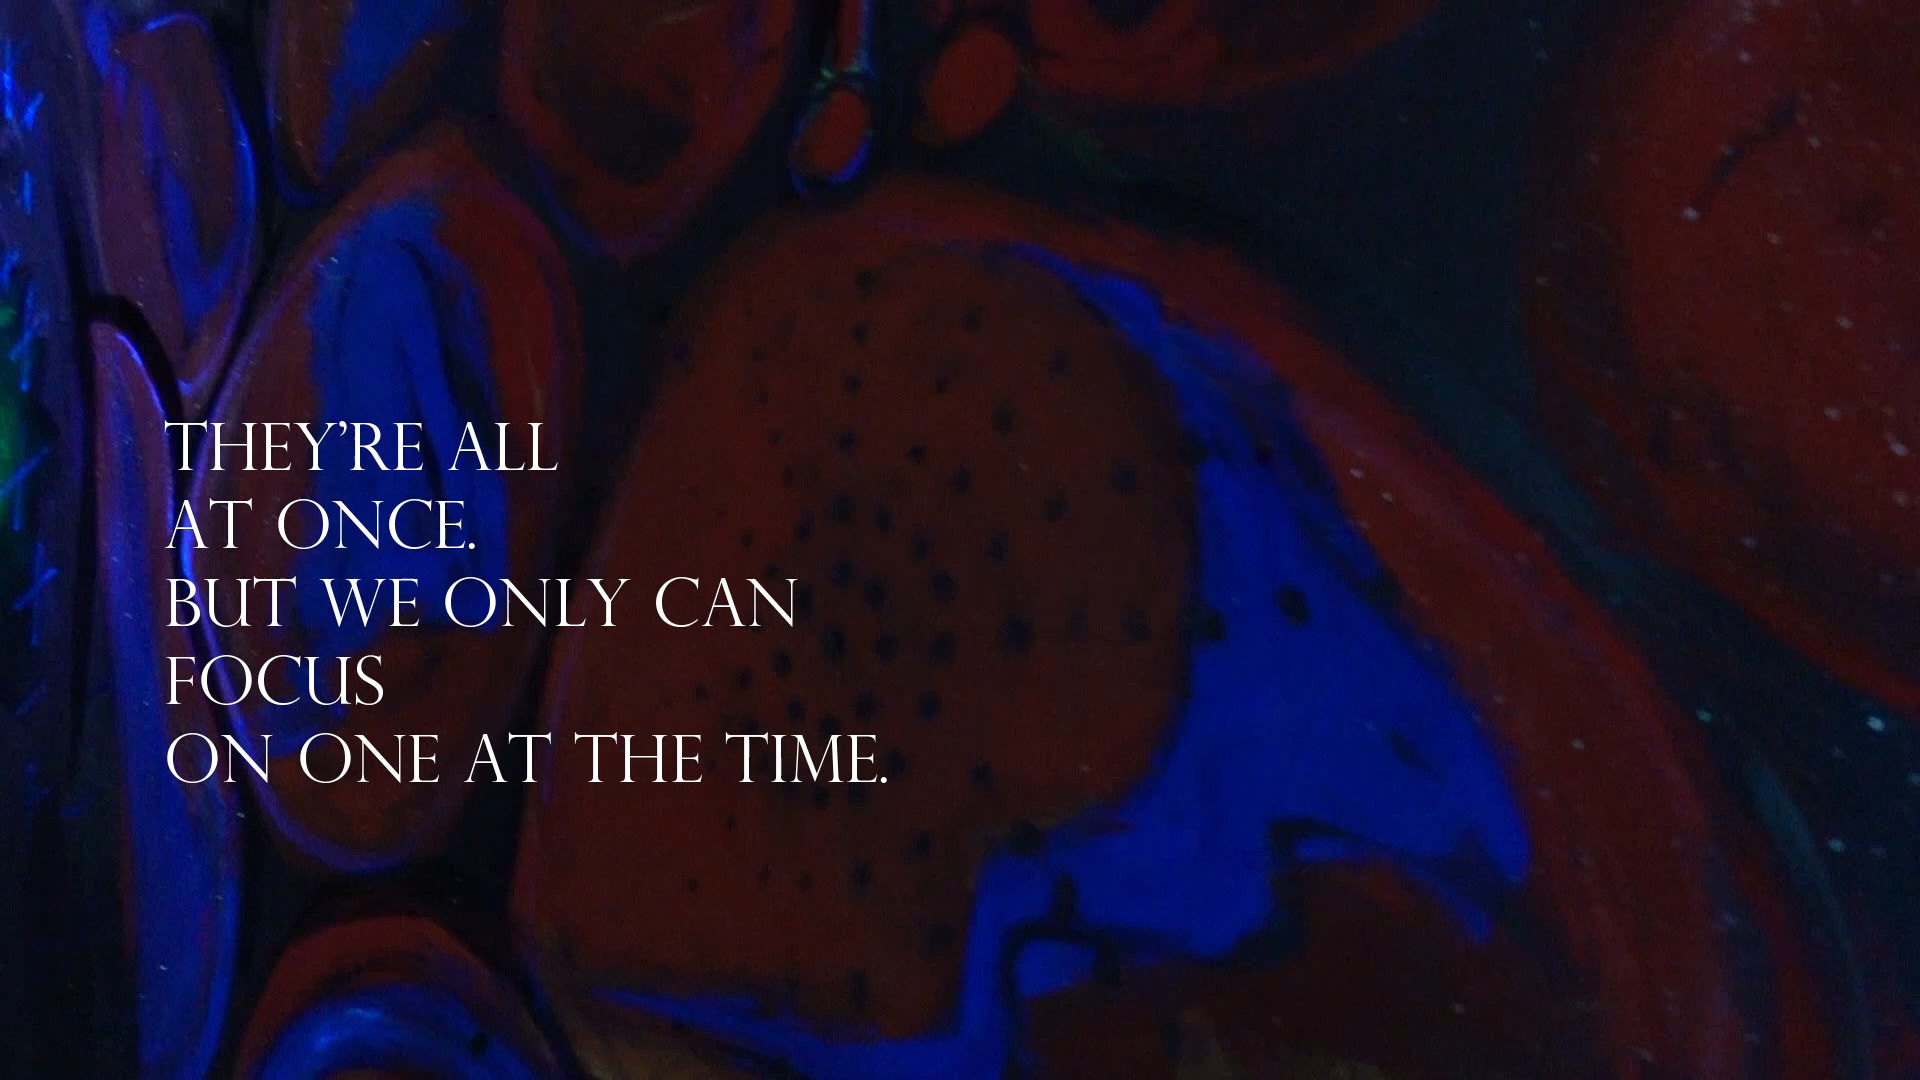 THEY’RE ALL
AT ONCE.
BUT WE ONLY CAN
FOCUS
ON ONE AT THE TIME.